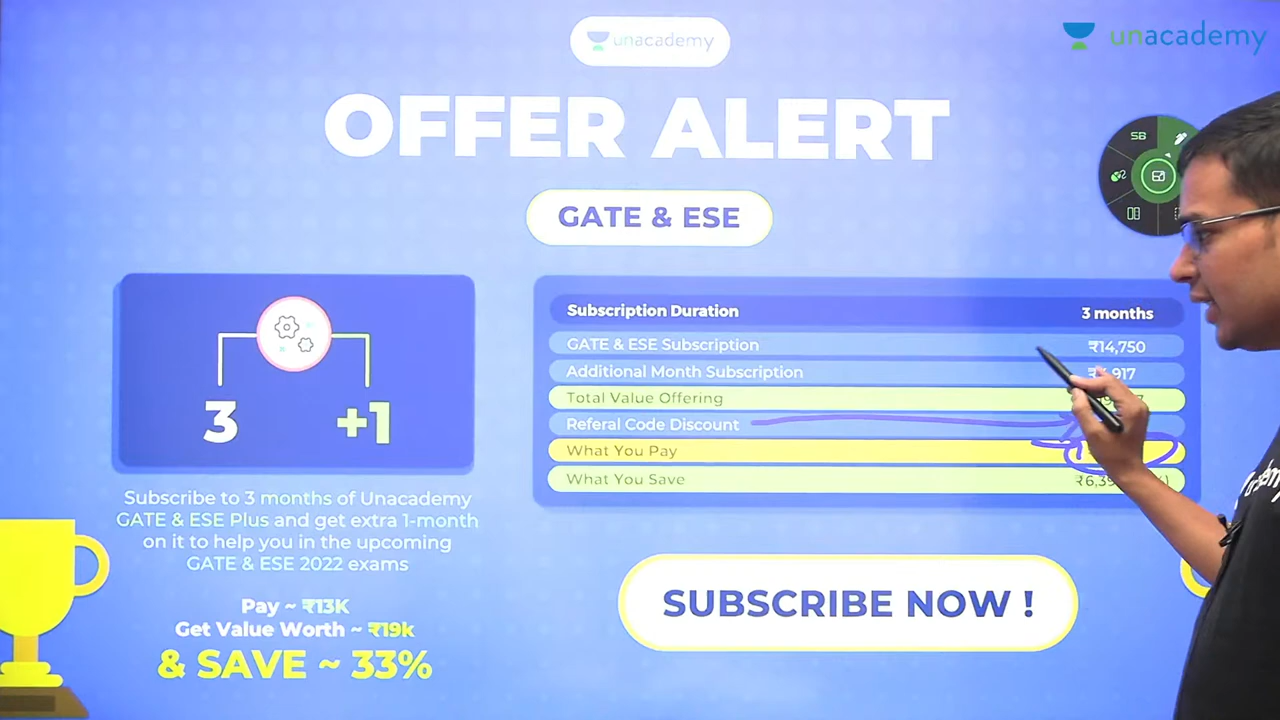 unacademy
unacademy
OFFER ALERT
SB
GATE & ESE
3
+1
Subscribe to 3 months of Unacademy
GATE & ESE Plus and get extra 1-month
on it to help you in the upcoming
GATE & ESE 2022 exams
Pay ~ ₹13K
Get Value Worth ~ ₹19k
& SAVE ~ 33%
Subscription Duration 3 months
GATE & ESE Subscription ₹14,750
Additional Month Subscription
Total Value Offering
Referal Code Discount
What You Pay
What You Save
SUBSCRIBE NOW !